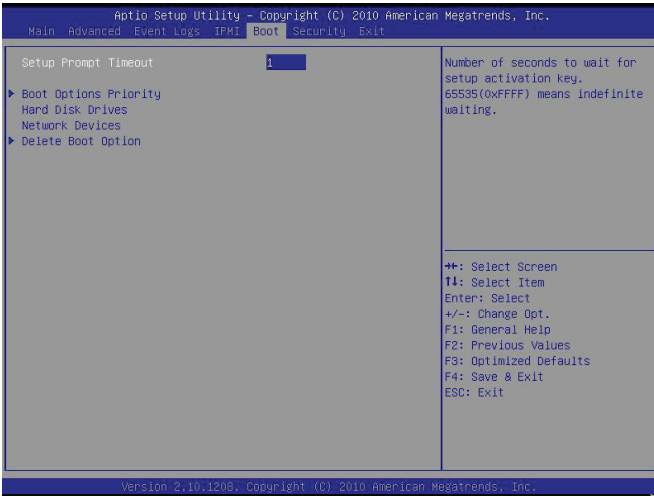 Aptio Setup Utility – Copyright (C) 2010 American Megatrends, Inc.
Main Advanced Event Logs IPMI Boot Security Exit
Setup Prompt Timeout 1
Boot Options Priority
Hard Disk Drives
Network Devices
Delete Boot Option
Number of seconds to wait for
setup activation key.
65535(0xFFFF) means indefinite
waiting.
→←: Select Screen
↑↓: Select Item
Enter: Select
+/-: Change Opt.
F1: General Help
F2: Previous Values
F3: Optimized Defaults
F4: Save & Exit
ESC: Exit
Version 2.10.1208. Copyright (C) 2010 American Megatrends, Inc.